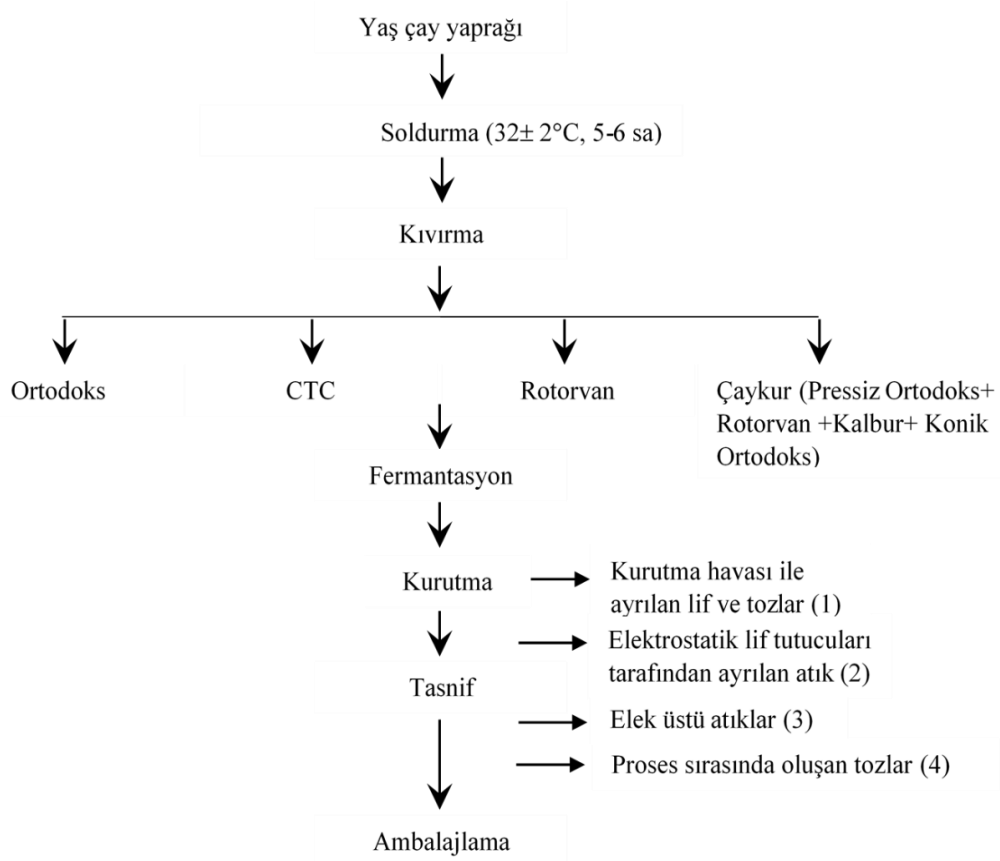 Yaş çay yaprağı
Soldurma (32± 2°C, 5-6 sa)
Kıvırma
Ortodoks
CTC
Rotorvan
Çaykur (Pressiz Ortodoks+
Rotorvan +Kalbur+ Konik
Ortodoks)
Fermantasyon
Kurutma
Kurutma havası ile
ayrılan lif ve tozlar (1)
Elektrostatik lif tutucuları
tarafından ayrılan atık (2)
Tasnif
Elek üstü atıklar (3)
Proses sırasında oluşan tozlar (4)
Ambalajlama